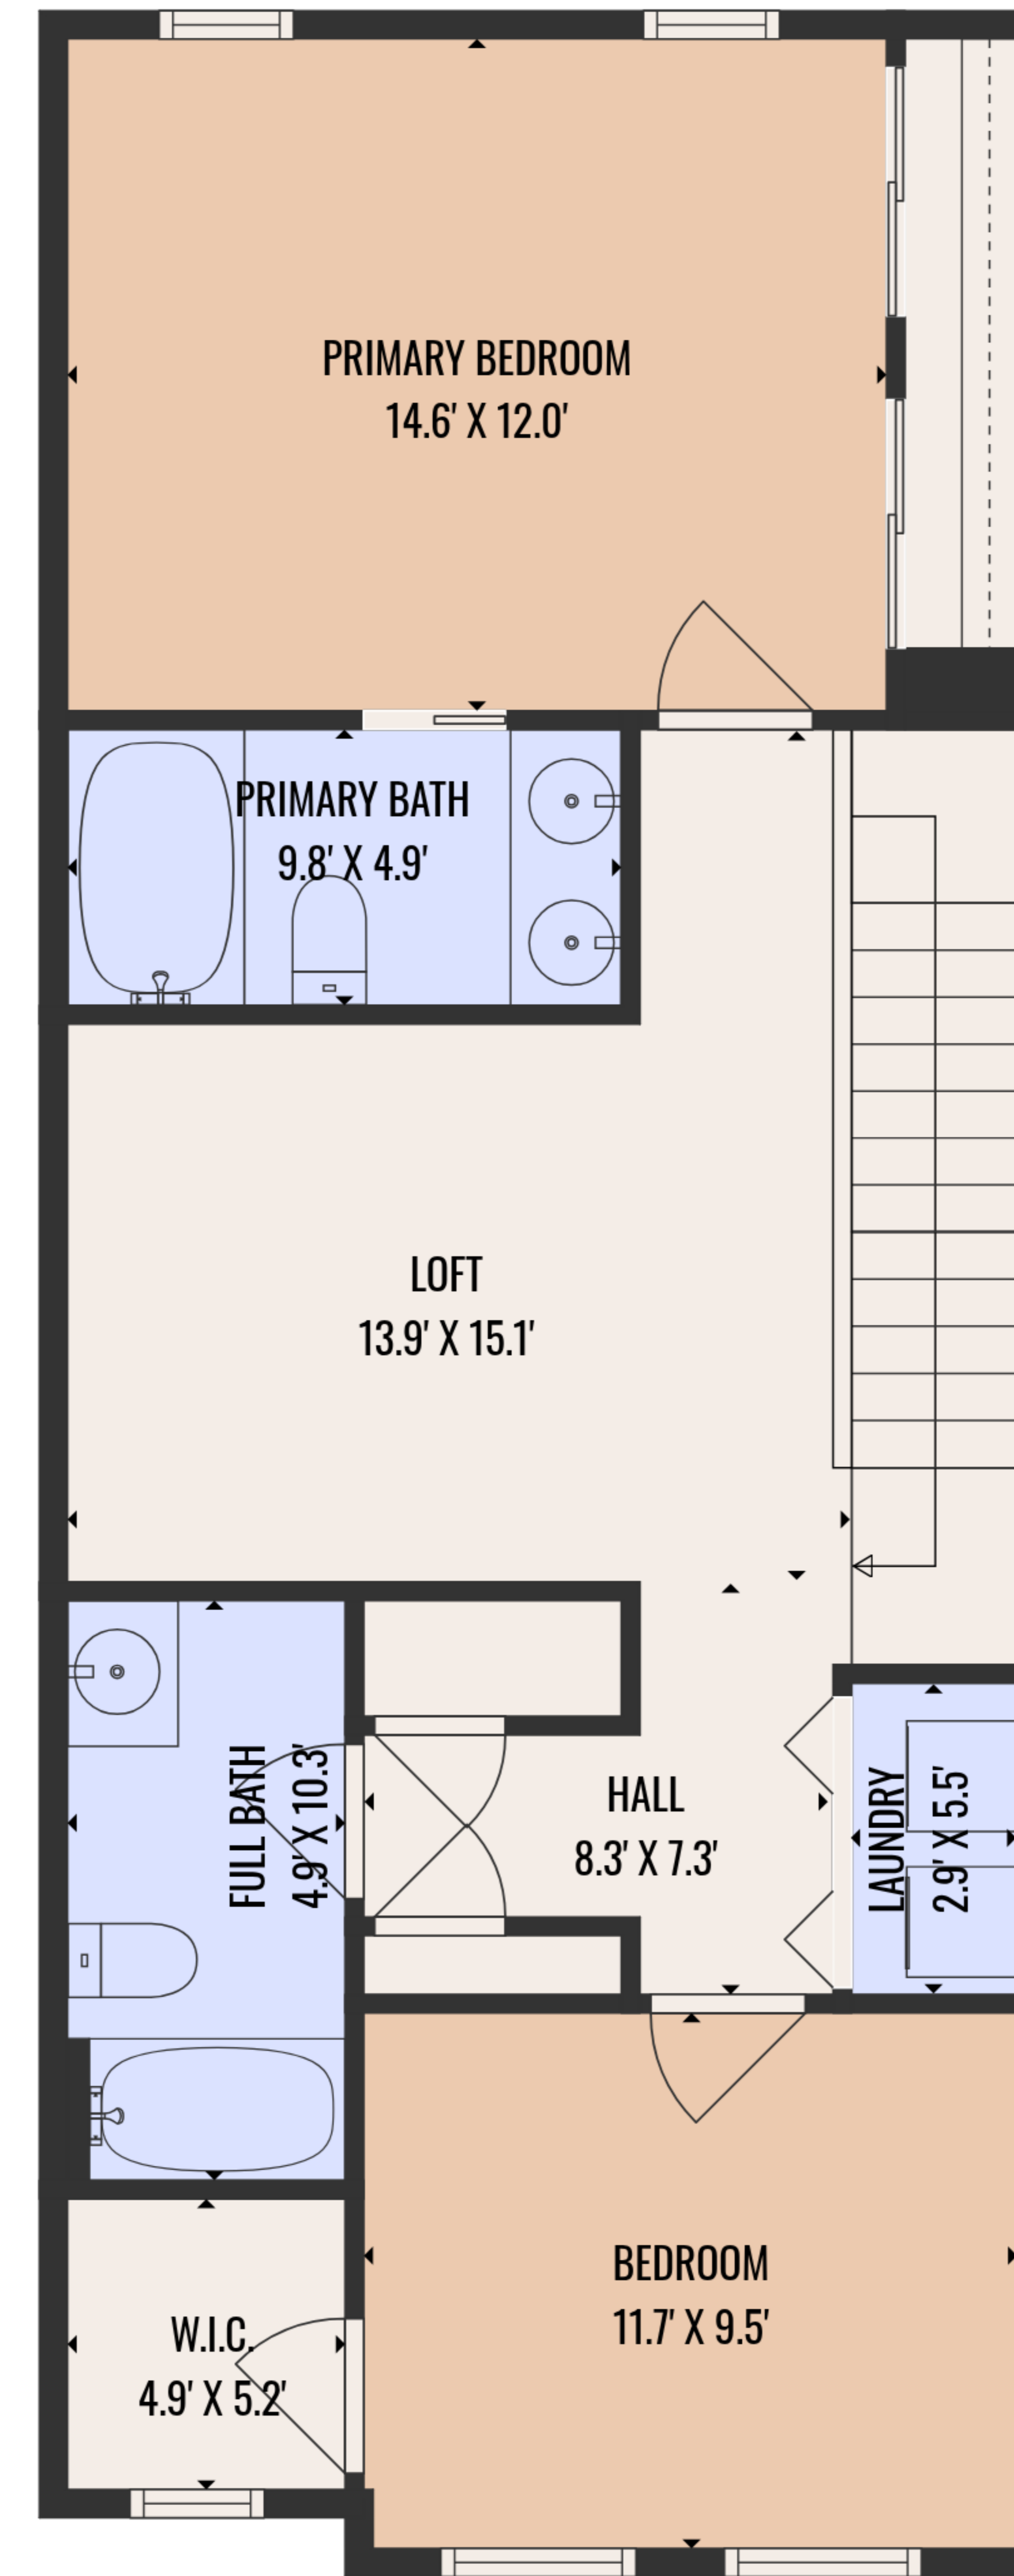 PRIMARY BEDROOM
14.6' X 12.0'
PRIMARY BATH
9.8' X 4.9'
LOFT
13.9' X 15.1'
FULL BATH
4.9' X 10.3'
HALL
8.3' X 7.3'
LAUNDRY
2.9' X 5.5'
BEDROOM
11.7' X 9.5'
W.I.C.
4.9' X 5.2'